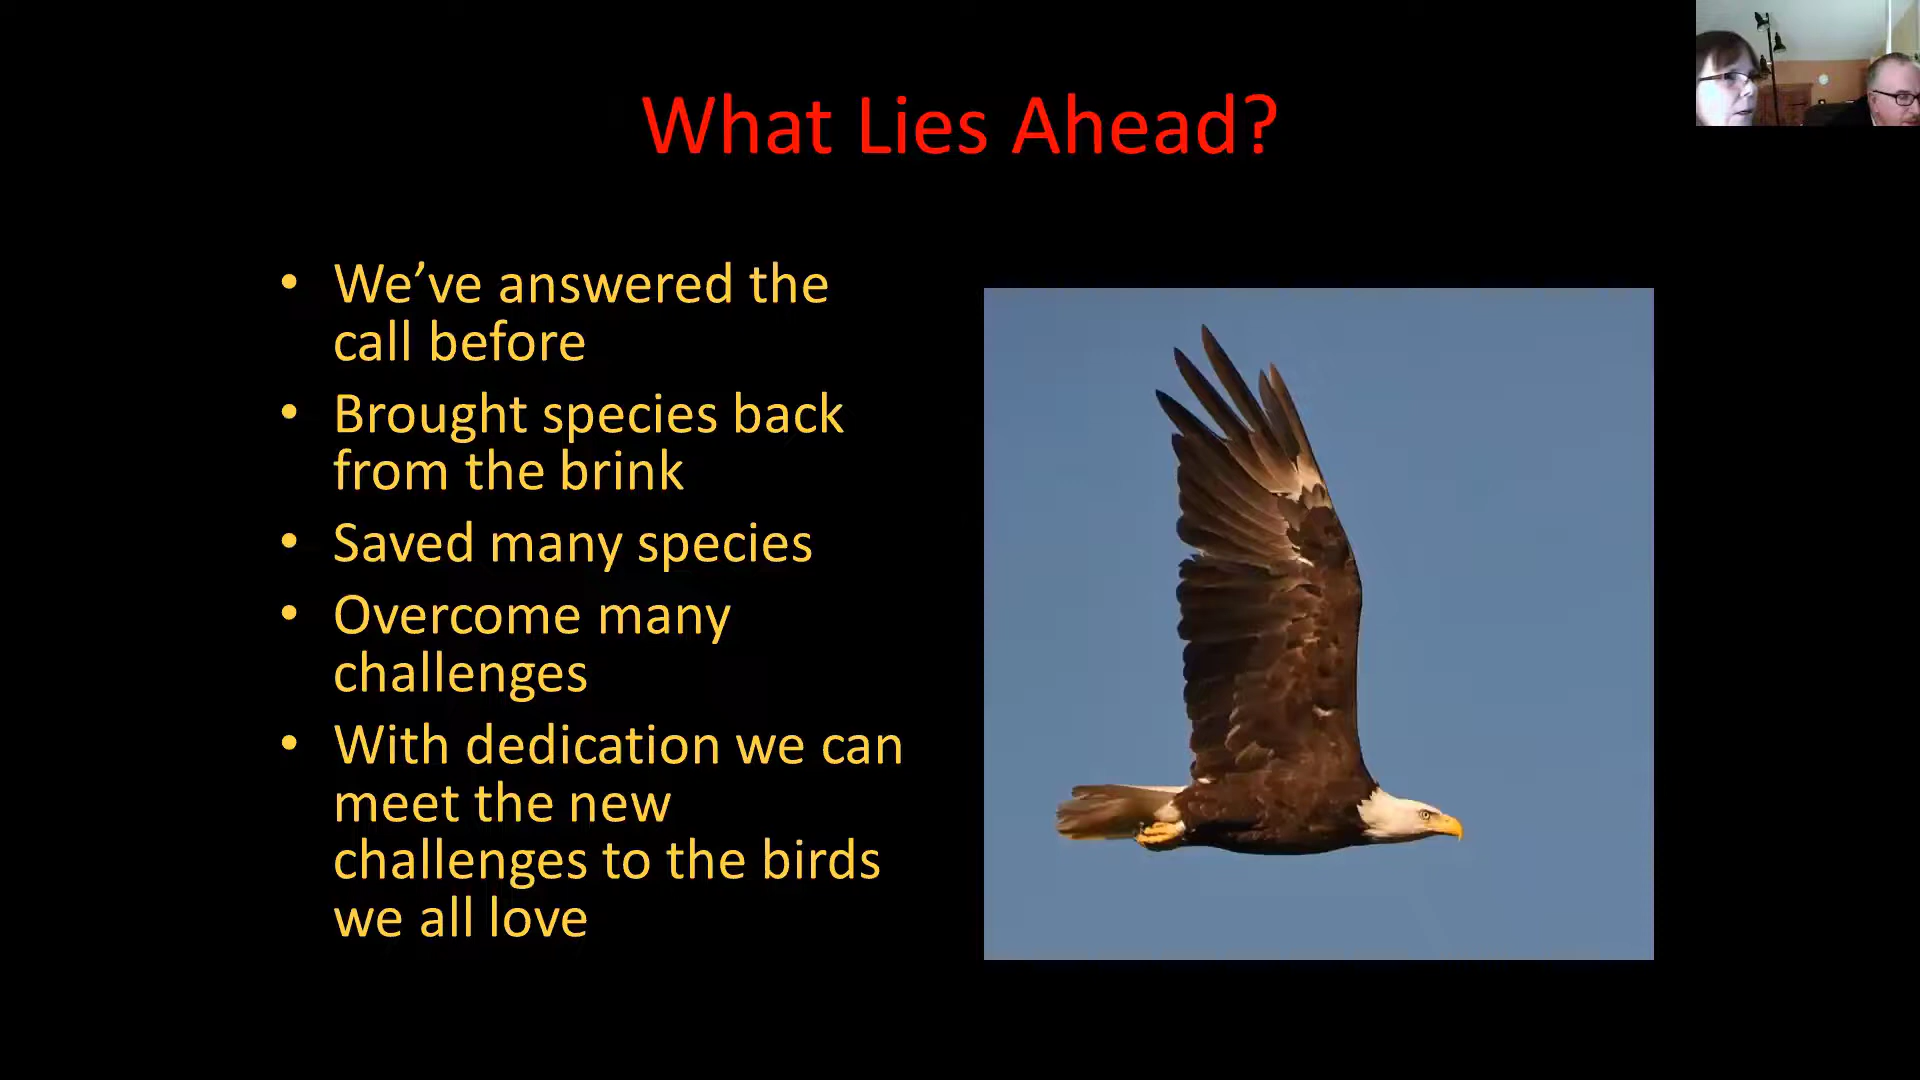 What Lies Ahead?
• We’ve answered the
call before
• Brought species back
from the brink
• Saved many species
• Overcome many
challenges
• With dedication we can
meet the new
challenges to the birds
we all love